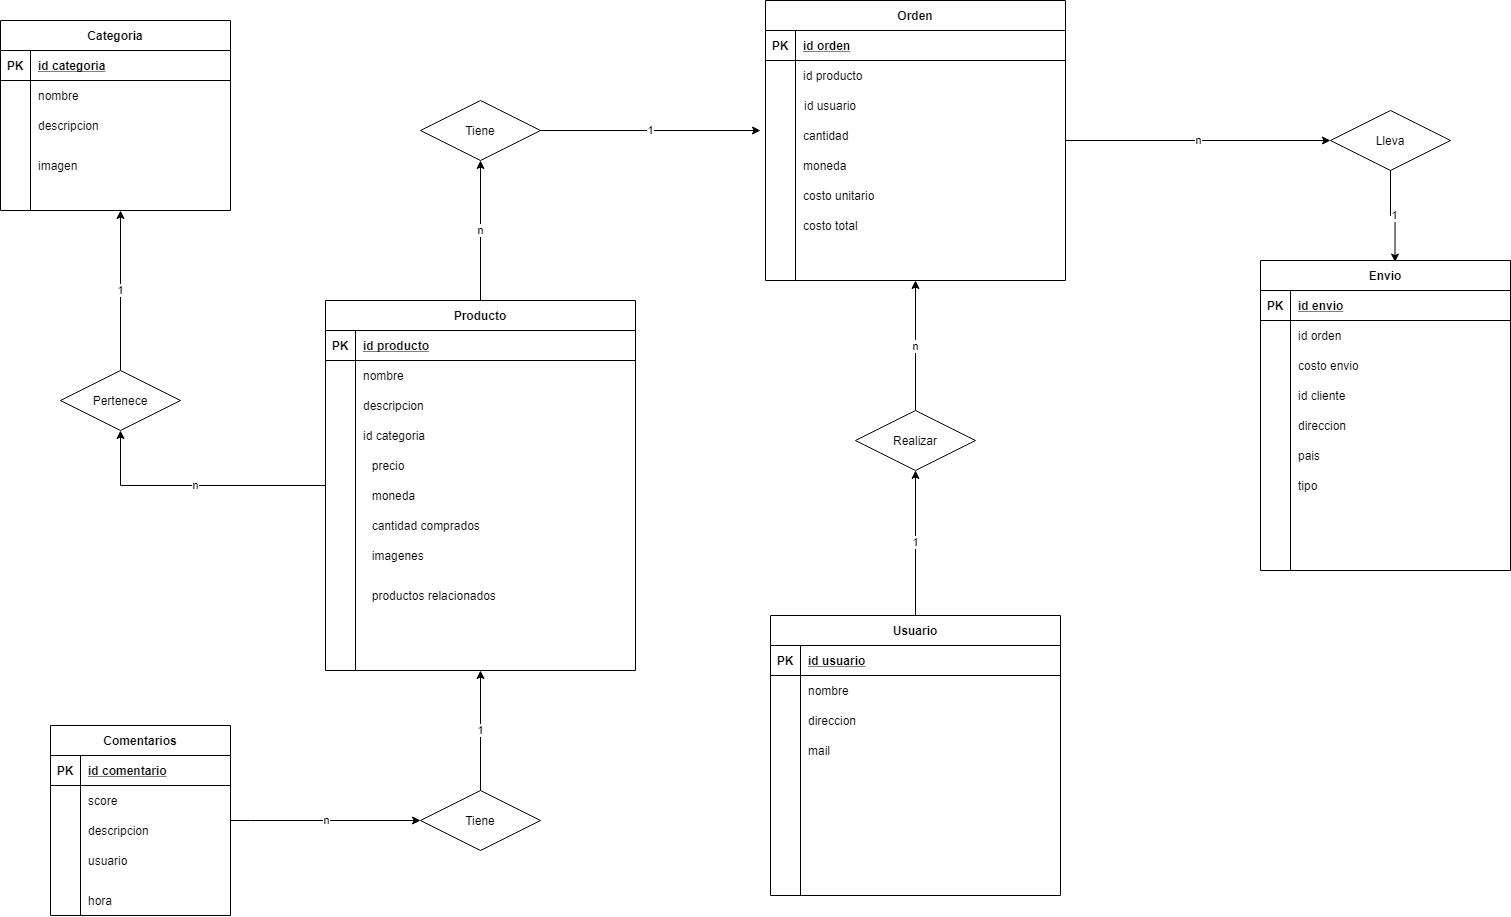 Categoria
PK id categoria
nombre
descripcion
imagen
1
Pertenece
n
Tiene
1
n
Producto
PK id producto
nombre
descripcion
id categoria
precio
moneda
cantidad comprados
imagenes
productos relacionados
1
Tiene
n
Comentarios
PK id comentario
score
descripcion
usuario
hora
Orden
PK id orden
id producto
id usuario
cantidad
moneda
costo unitario
costo total
n
Realizar
1
Usuario
PK id usuario
nombre
direccion
mail
n
Lleva
1
Envio
PK id envio
id orden
costo envio
id cliente
direccion
pais
tipo